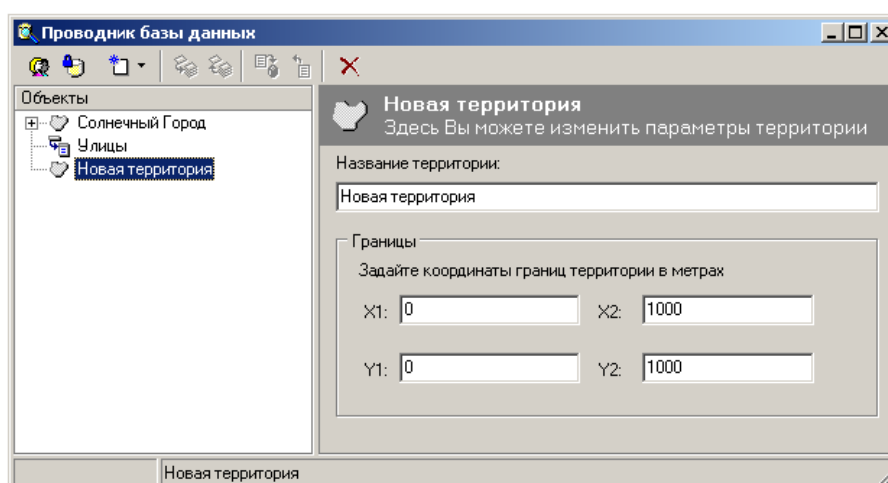 Проводник базы данных
Объекты
Солнечный Город
Улицы
Новая территория
Новая территория
Здесь Вы можете изменить параметры территории
Название территории:
Новая территория
Границы
Задайте координаты границ территории в метрах
X1: 0 X2: 1000
Y1: 0 Y2: 1000
Новая территория